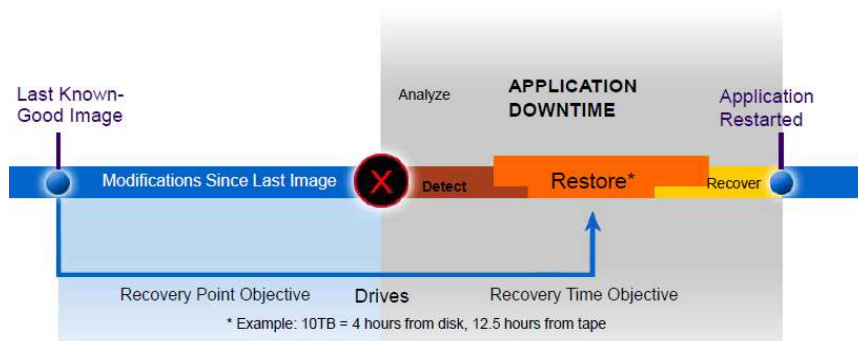 Last Known-
Good Image
Analyze
APPLICATION
DOWNTIME
Application
Restarted
Modifications Since Last Image
X
Detect
Restore*
Recover
Recovery Point Objective
Drives
Recovery Time Objective
* Example: 10TB = 4 hours from disk, 12.5 hours from tape